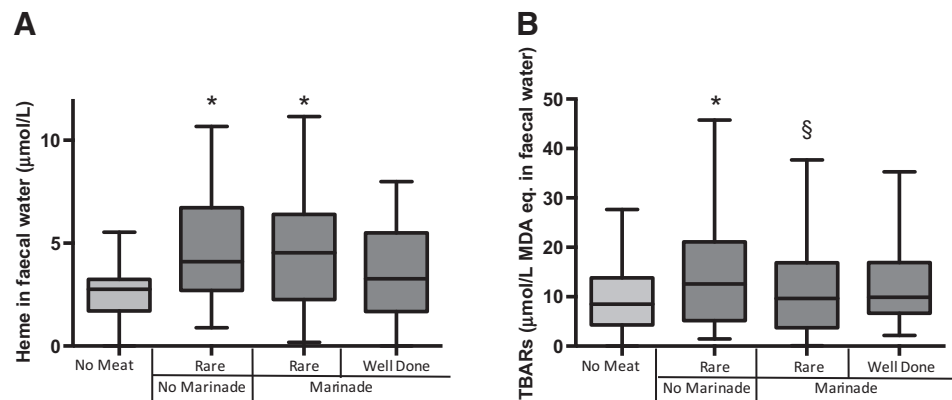 A
Heme in faecal water (μmol/L)
10
5
0
*
*
No Meat
Rare
Rare
Well Done
No Marinade
Marinade
B
TBARs (μmol/L MDA eq. in faecal water)
50
40
30
20
10
0
*
§
No Meat
Rare
Rare
Well Done
No Marinade
Marinade